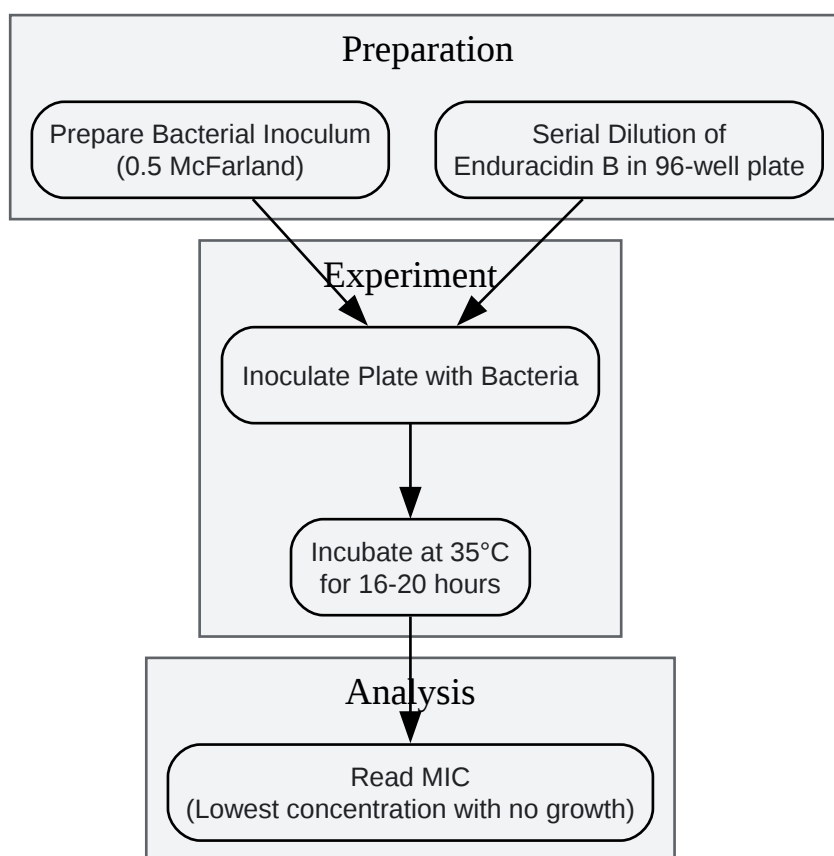 Preparation
Prepare Bacterial Inoculum
(0.5 McFarland)
Serial Dilution of
Enduracidin B in 96-well plate
Experiment
Inoculate Plate with Bacteria
Incubate at 35°C
for 16-20 hours
Analysis
Read MIC
(Lowest concentration with no growth)